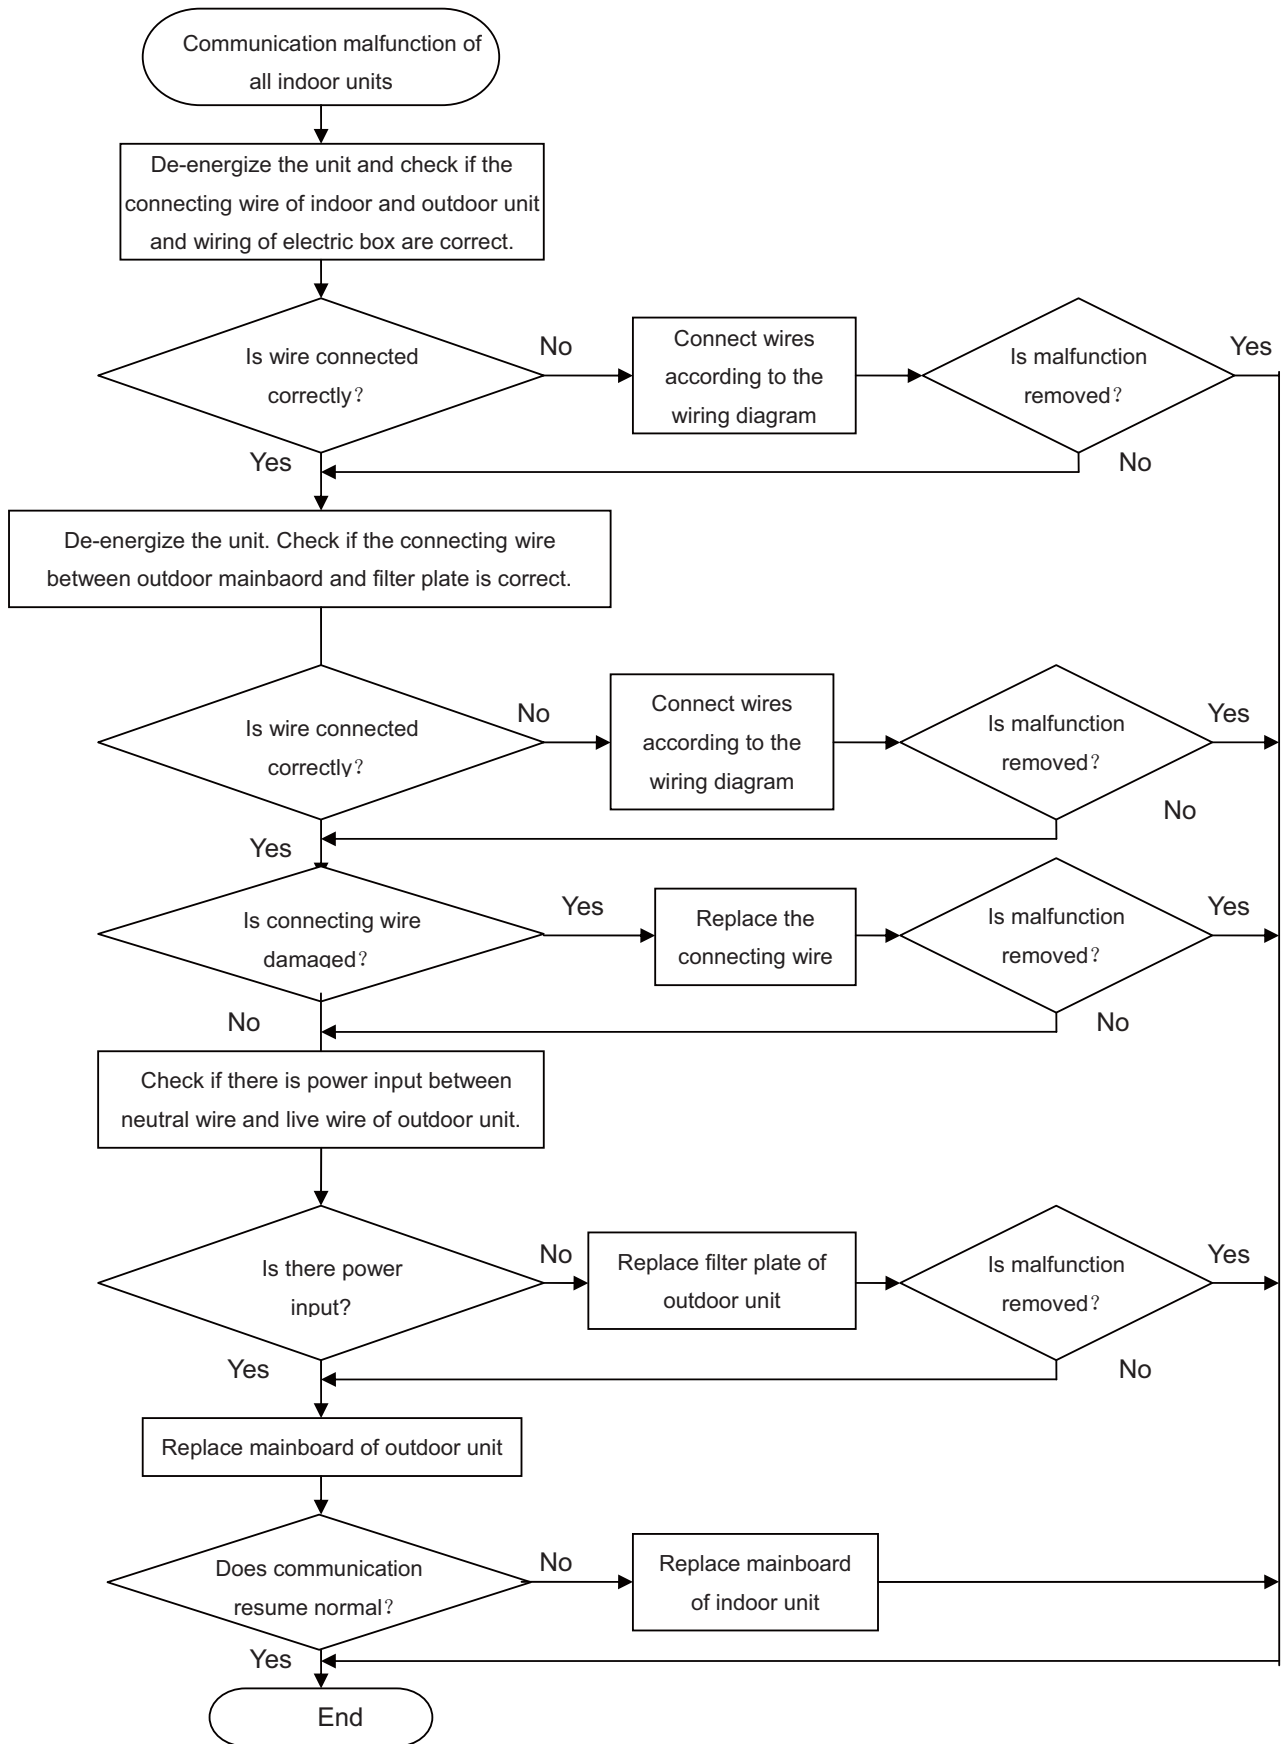 Communication malfunction of
all indoor units
De-energize the unit and check if the
connecting wire of indoor and outdoor unit
and wiring of electric box are correct.
Is wire connected
correctly?
No
Connect wires
according to the
wiring diagram
Is malfunction
removed?
Yes
Yes
No
De-energize the unit. Check if the connecting wire
between outdoor mainbaord and filter plate is correct.
Is wire connected
correctly?
No
Connect wires
according to the
wiring diagram
Is malfunction
removed?
Yes
No
Yes
Is connecting wire
damaged?
Yes
Replace the
connecting wire
Is malfunction
removed?
Yes
No
No
Check if there is power input between
neutral wire and live wire of outdoor unit.
Is there power
input?
No
Replace filter plate of
outdoor unit
Is malfunction
removed?
Yes
Yes
No
Replace mainboard of outdoor unit
Does communication
resume normal?
No
Replace mainboard
of indoor unit
Yes
End